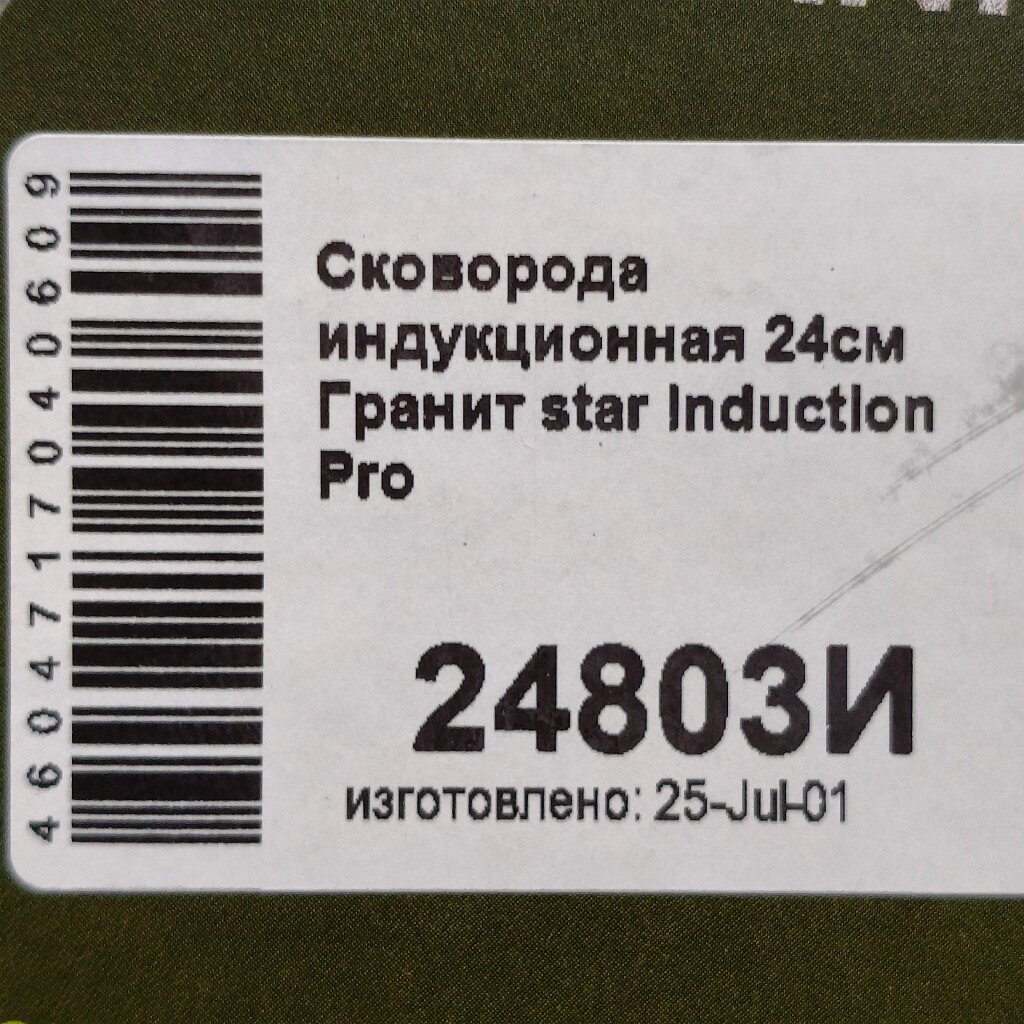 Сковорода
индукционная 24см
Гранит star Induction
Pro
24803И
изготовлено: 25-Jul-01
4604717040609